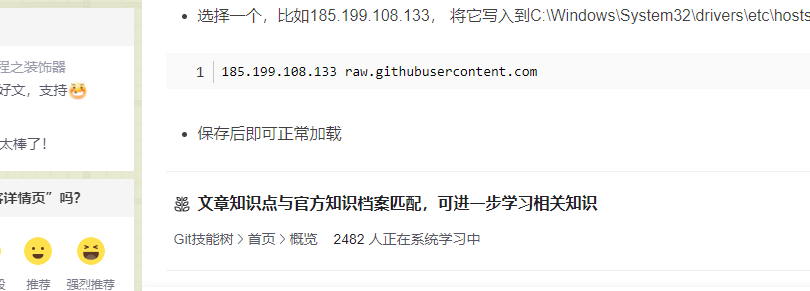 选择一个，比如185.199.108.133， 将它写入到C:\Windows\System32\drivers\etc\hosts
程之装饰器
好文，支持
1 185.199.108.133 raw.githubusercontent.com
太棒了！
保存后即可正常加载
详情页”吗？
文章知识点与官方知识档案匹配，可进一步学习相关知识
Git技能树 > 首页 > 概览 2482 人正在系统学习中
推荐
强烈推荐